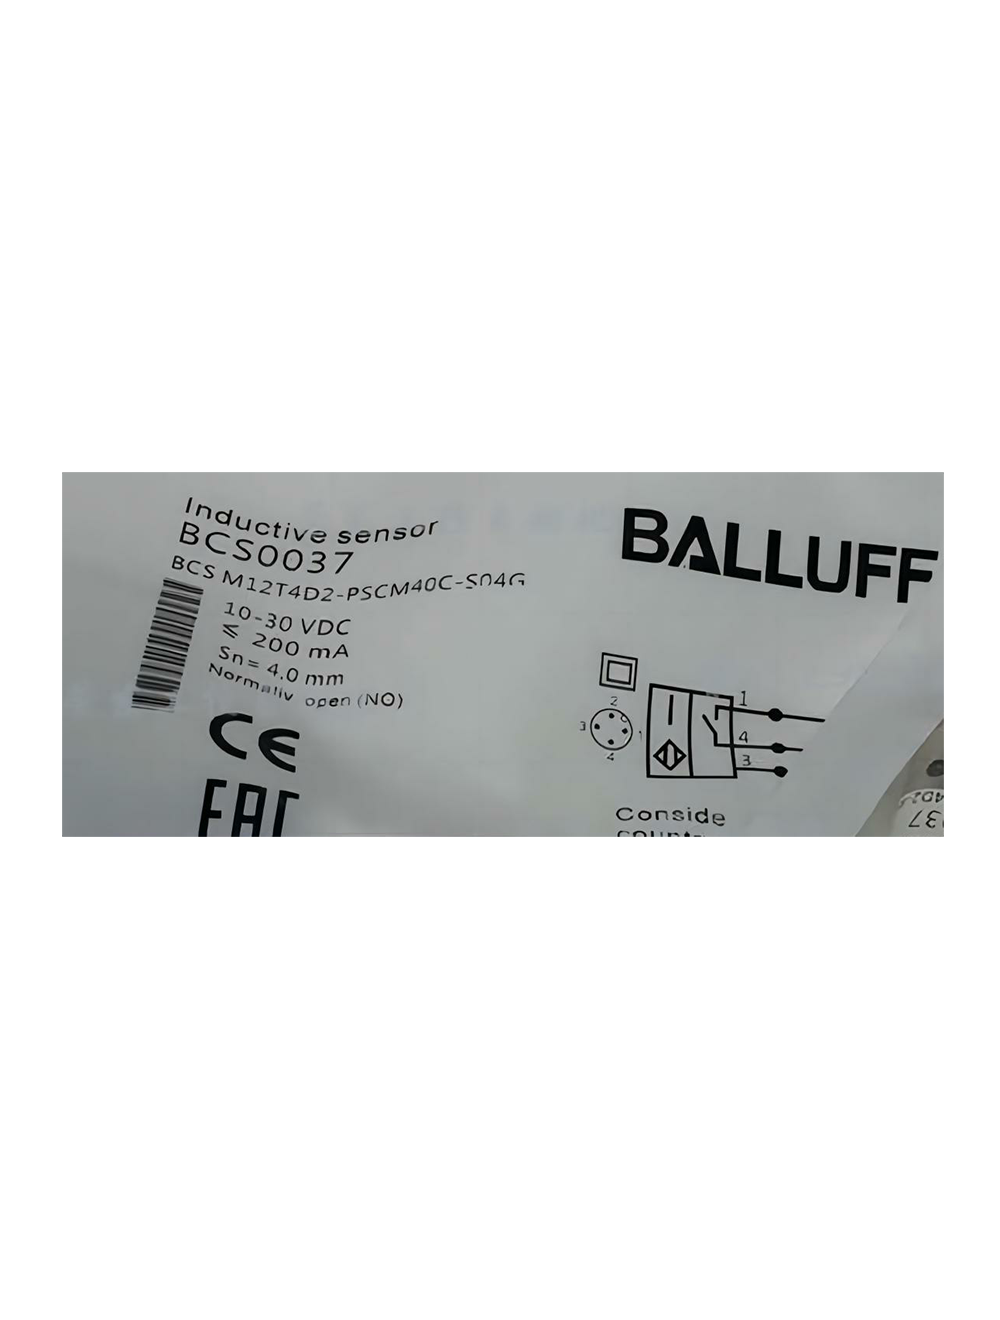 Inductive sensor
BCS0037
BCS M12T4D2-PSCM40C-S04G
10-30 VDC
≤ 200 mA
Sn= 4.0 mm
Normally open (NO)
CE
EAC
BALLUFF
2
3
1
4
1
4
3
Conside
37